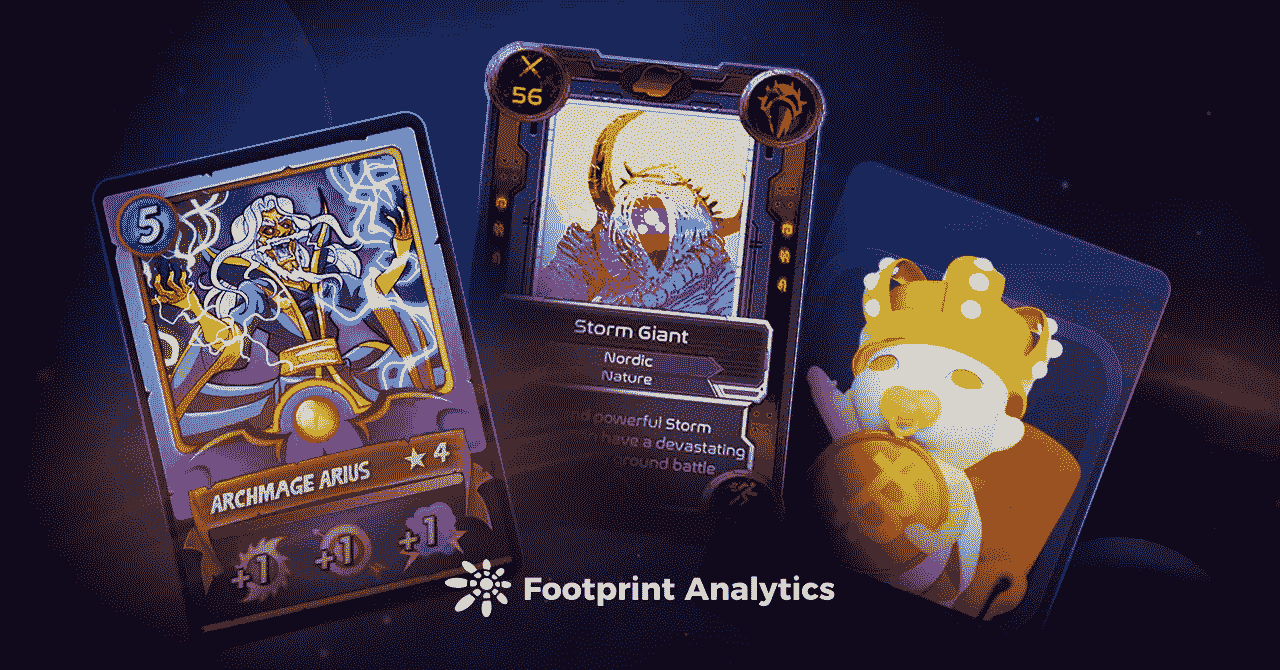 5
ARCHMAGE ARIUS ★ 4
+1 +1 +1
56
Storm Giant
Nordic
Nature
powerful Storm
have a devastating
ground battle
Footprint Analytics